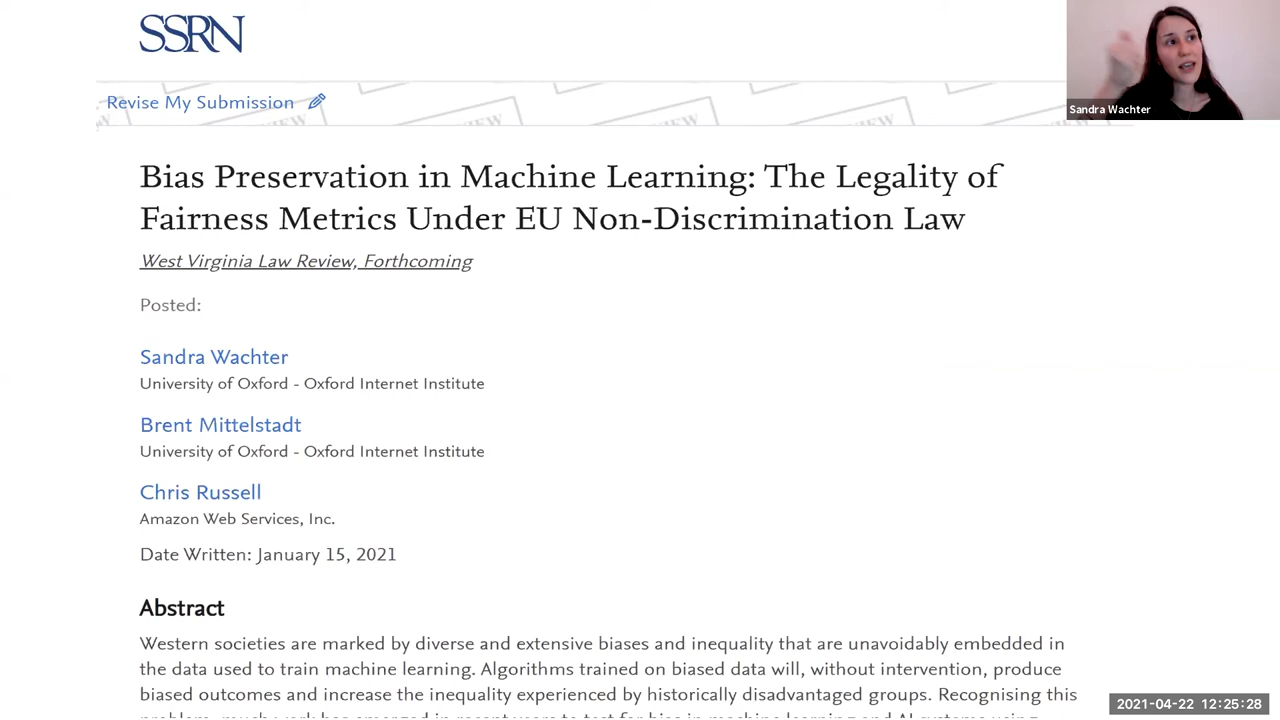 SSRN
Revise My Submission
Sandra Wachter
Bias Preservation in Machine Learning: The Legality of
Fairness Metrics Under EU Non-Discrimination Law
West Virginia Law Review, Forthcoming
Posted:
Sandra Wachter
University of Oxford - Oxford Internet Institute
Brent Mittelstadt
University of Oxford - Oxford Internet Institute
Chris Russell
Amazon Web Services, Inc.
Date Written: January 15, 2021
Abstract
Western societies are marked by diverse and extensive biases and inequality that are unavoidably embedded in
the data used to train machine learning. Algorithms trained on biased data will, without intervention, produce
biased outcomes and increase the inequality experienced by historically disadvantaged groups. Recognising this
2021-04-22 12:25:28